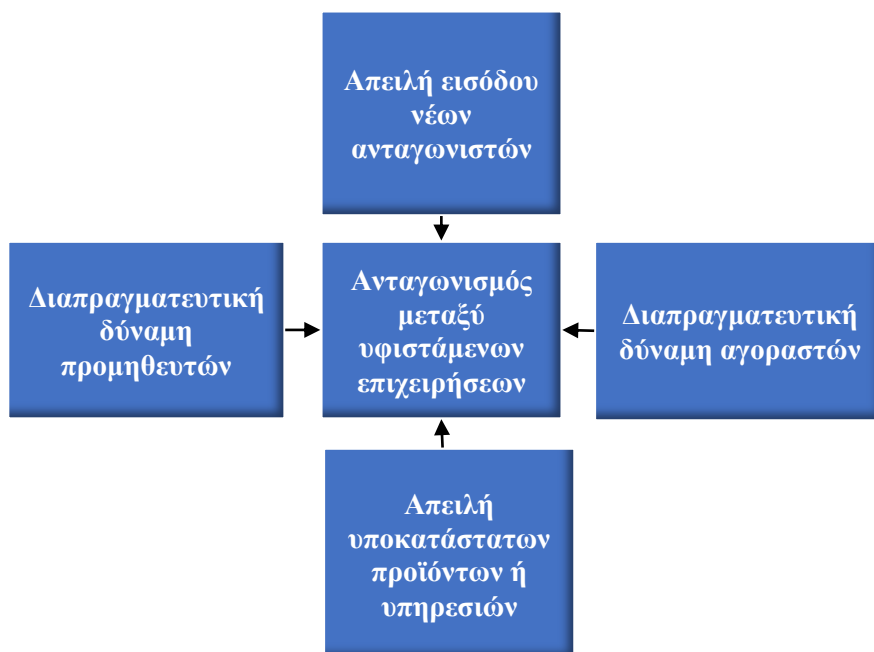 Απειλή εισόδου
νέων
ανταγωνιστών
Διαπραγματευτική
δύναμη
προμηθευτών
Ανταγωνισμός
μεταξύ
υφιστάμενων
επιχειρήσεων
Διαπραγματευτική
δύναμη αγοραστών
Απειλή
υποκατάστατων
προϊόντων ή
υπηρεσιών